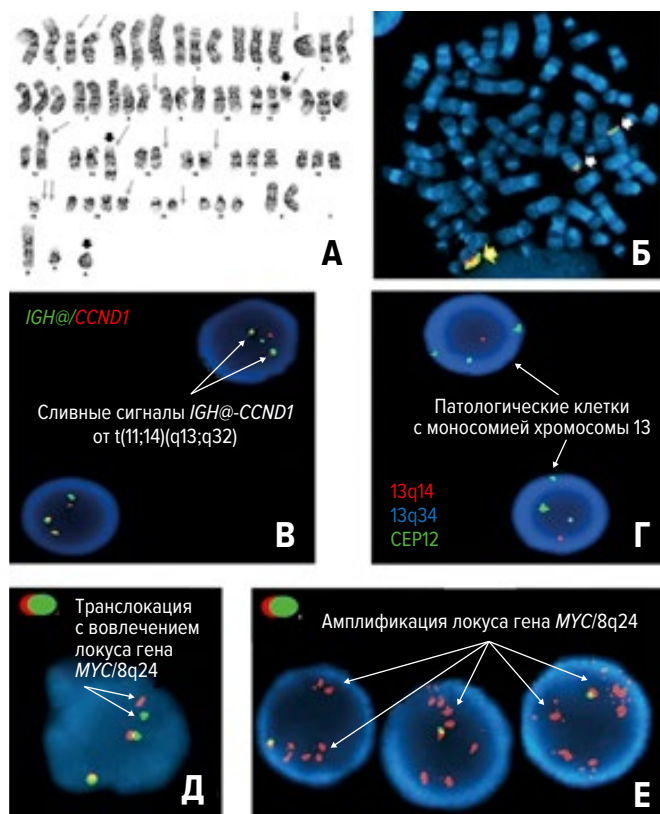 А
Б
IGH@/CCND1
Сливные сигналы IGH@-CCND1
от t(11;14)(q13;q32)
В
Патологические клетки
с моносомией хромосомы 13
13q14
13q34
CEP12
Г
Транслокация
с вовлечением
локуса гена
MYC/8q24
Д
Амплификация локуса гена MYC/8q24
Е